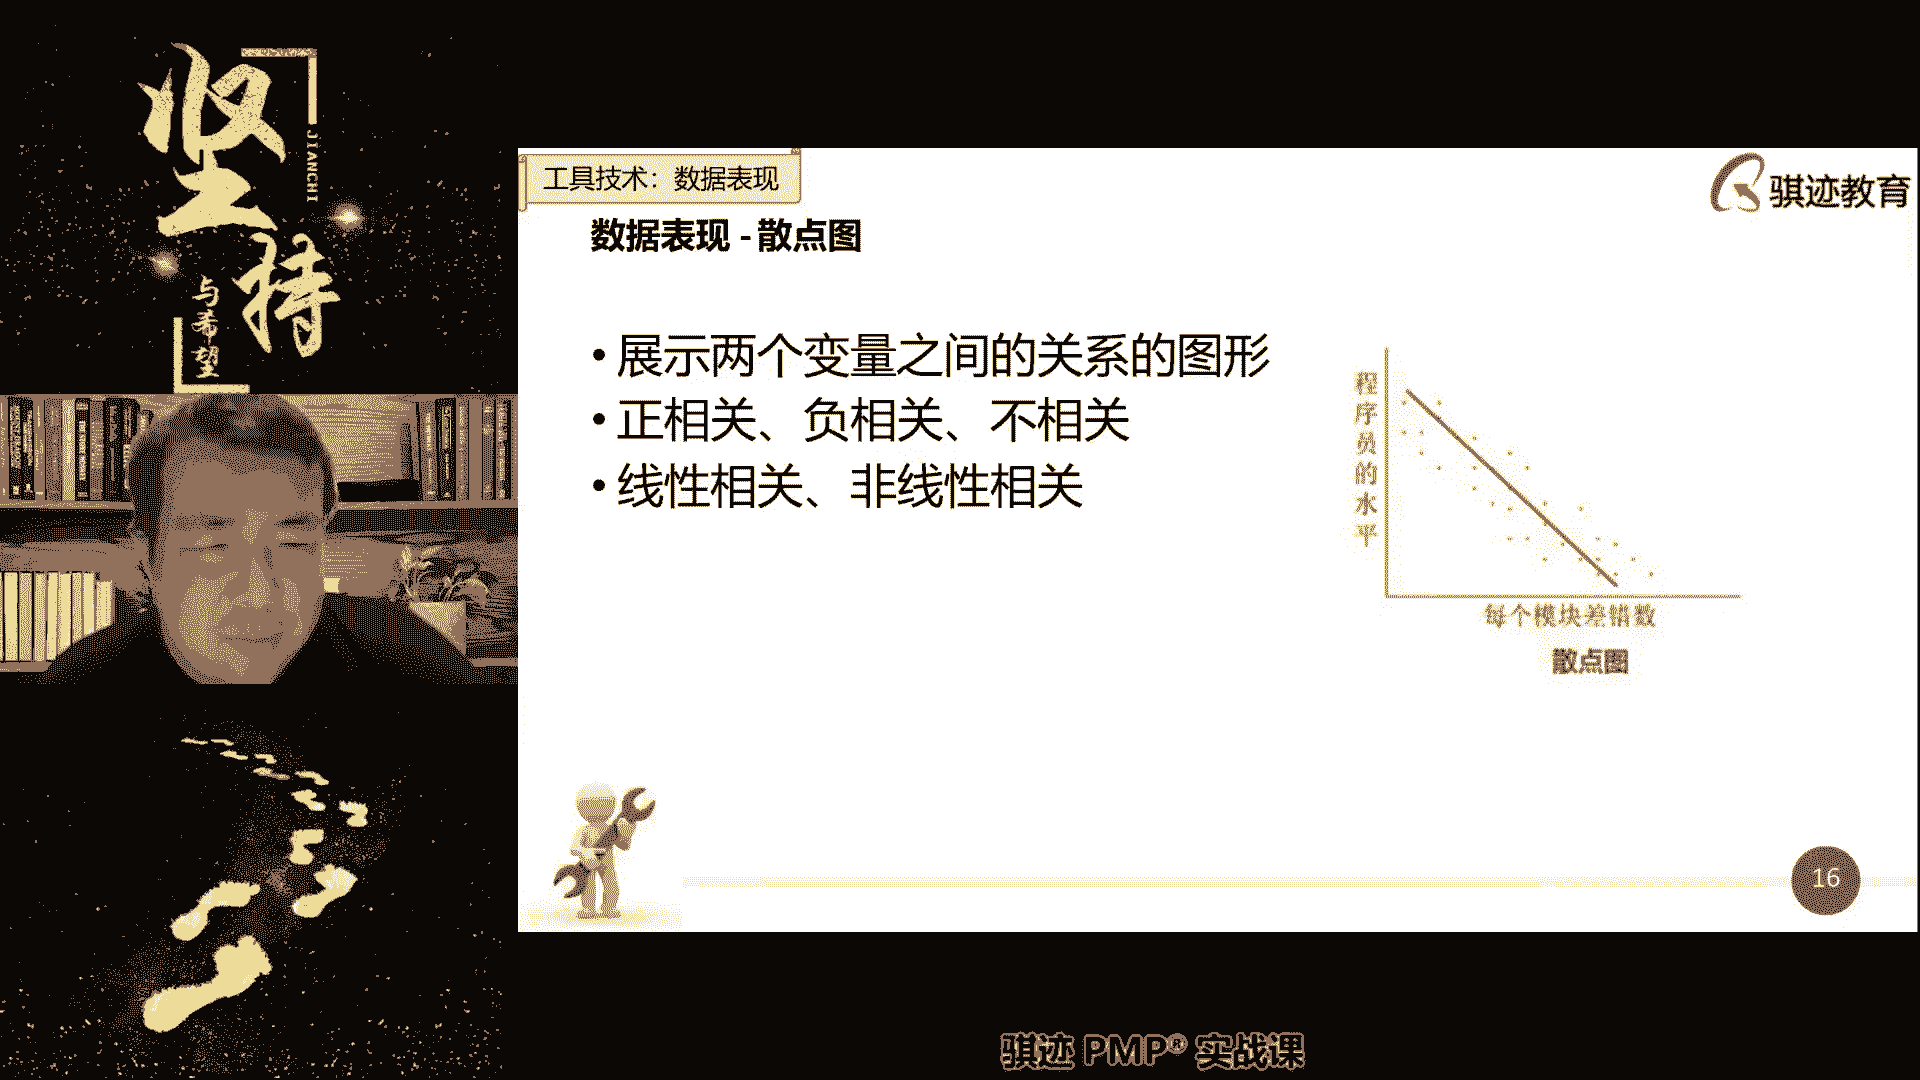 坚持
JIANCHI
与希望
工具技术：数据表现
骐迹教育
数据表现 - 散点图
• 展示两个变量之间的关系的图形
• 正相关、负相关、不相关
• 线性相关、非线性相关
程序员的水平
每个模块差错数
散点图
16
骐迹 PMP® 实战课